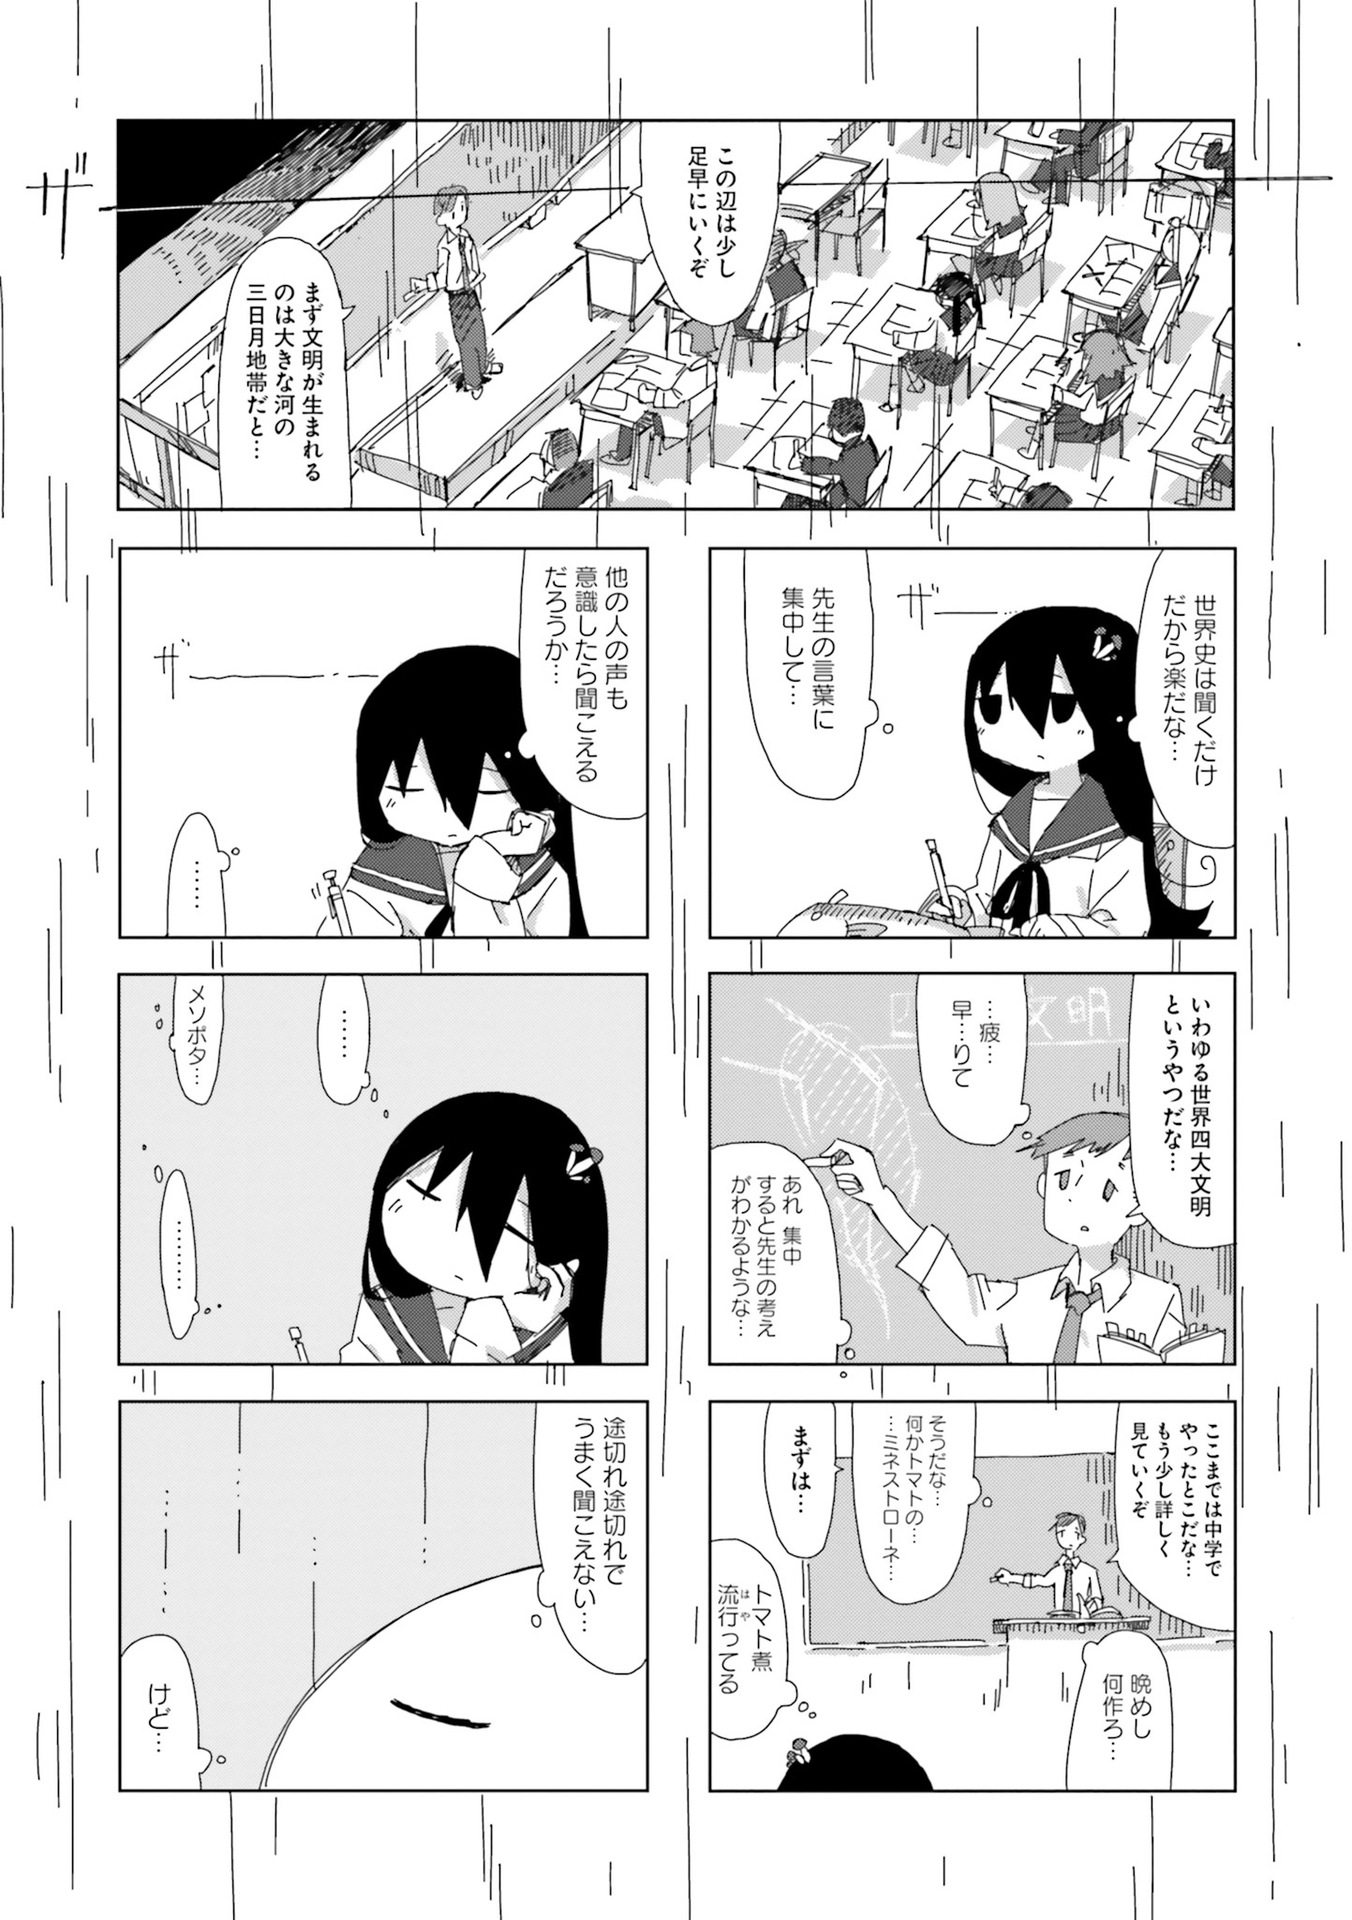 ザ
この辺は少し
足早にいくぞ
まず文明が生まれる
のは大きな河の
三日月地帯だと…
世界史は聞くだけ
だから楽だな…
ザ
先生の言葉に
集中して…
いわゆる世界四大文明
というやつだな…
四大文明
…疲…
早…りて
あれ 集中
すると先生の考え
がわかるような…
ここまでは中学で
やったとこだな…
もう少し詳しく
見ていくぞ
晩めし
何作ろ…
そうだな…
何かトマトの…
…ミネストローネ…
まずは…
トマト煮
流行ってる
はや
他の人の声も
意識したら聞こえる
だろうか…
ザ
……
……
メソポタ…
………
途切れ途切れで
うまく聞こえない…
けど…